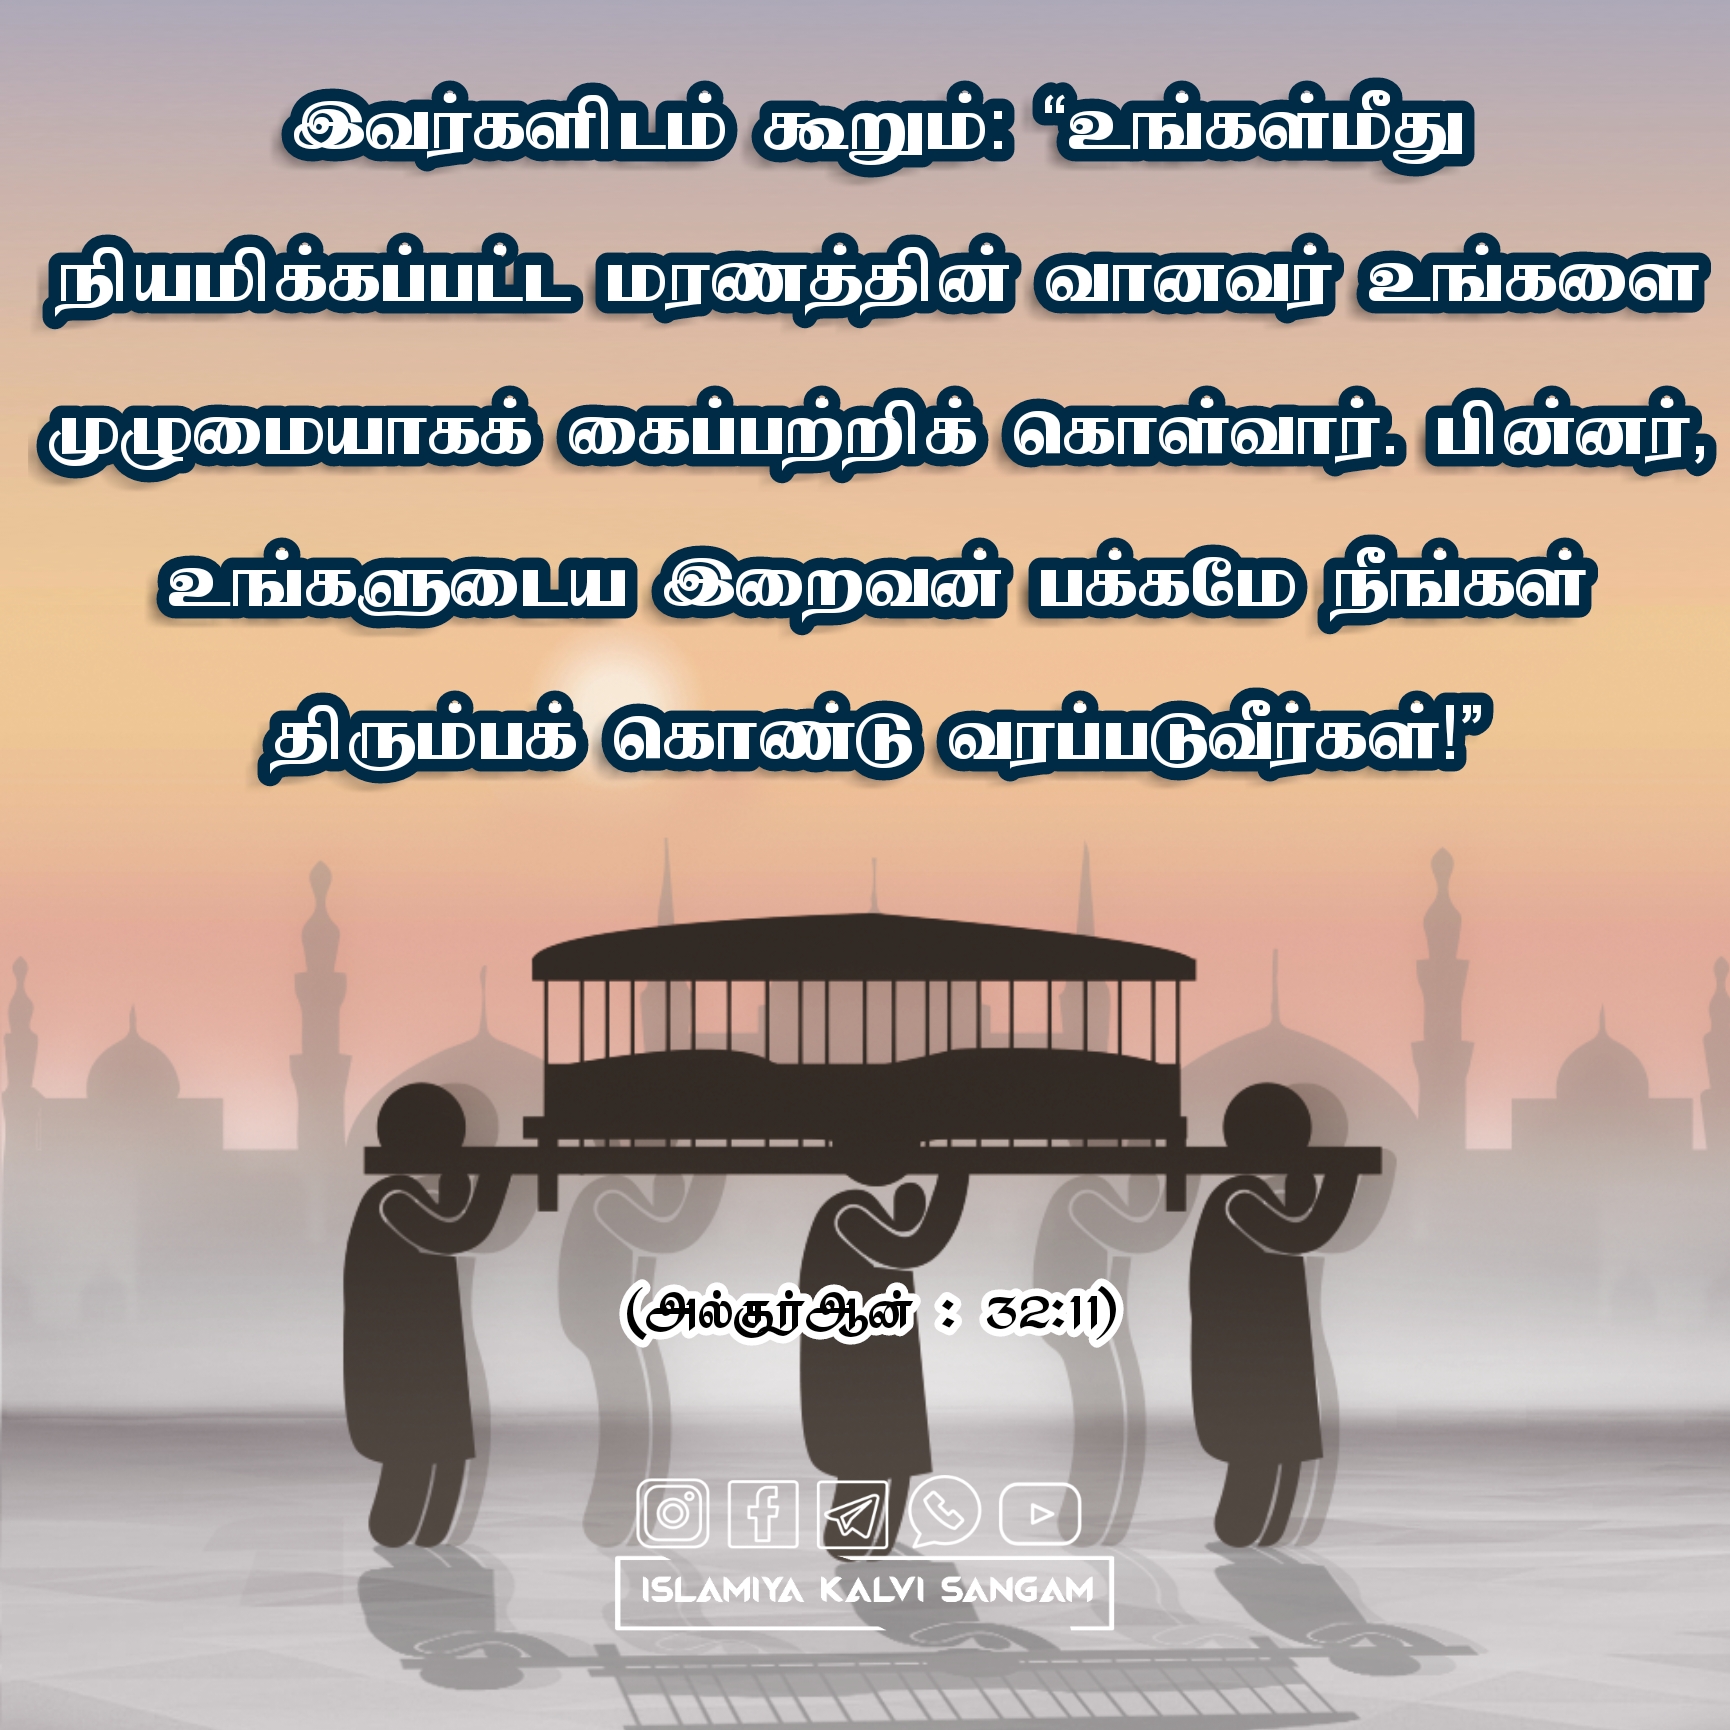 இவர்களிடம் கூறும்: “உங்கள்மீது
நியமிக்கப்பட்ட மரணத்தின் வானவர் உங்களை
முழுமையாகக் கைப்பற்றிக் கொள்வார். பின்னர்,
உங்களுடைய இறைவன் பக்கமே நீங்கள்
திரும்பக் கொண்டு வரப்படுவீர்கள்!”
(அல்குர்ஆன் : 32:11)
ISLAMIYA KALVI SANGAM